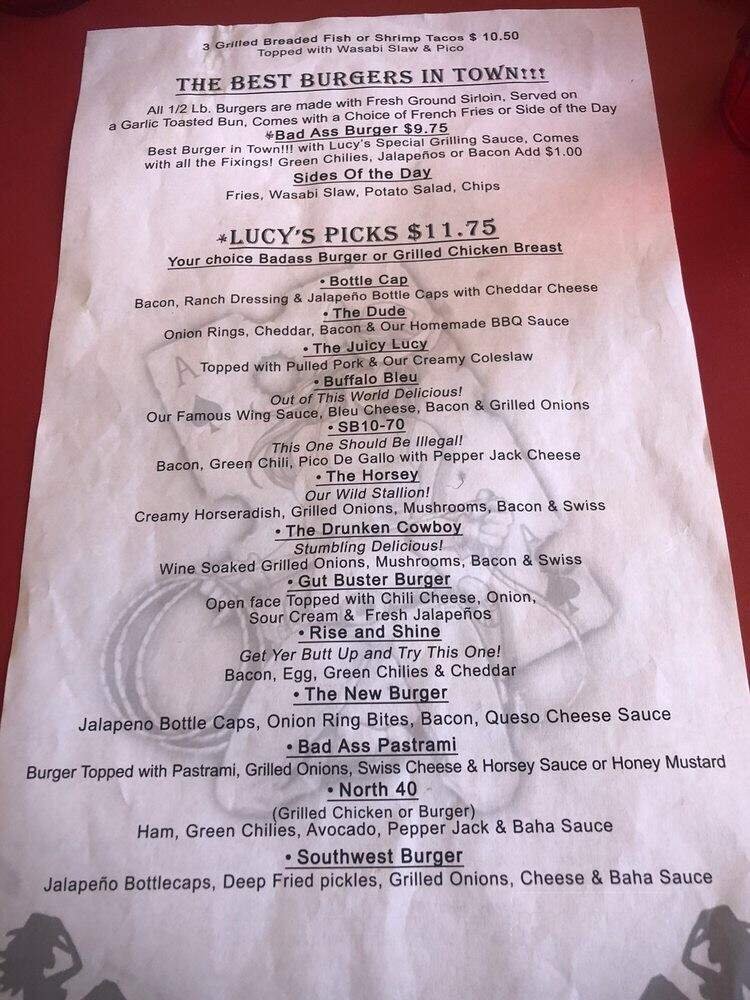 3 Grilled Breaded Fish or Shrimp Tacos $ 10.50
Topped with Wasabi Slaw & Pico
THE BEST BURGERS IN TOWN!!!
All 1/2 Lb. Burgers are made with Fresh Ground Sirloin, Served on
a Garlic Toasted Bun, Comes with a Choice of French Fries or Side of the Day
*Bad Ass Burger $9.75
Best Burger in Town!!! with Lucy's Special Grilling Sauce, Comes
with all the Fixings! Green Chilies, Jalapeños or Bacon Add $1.00
Sides Of the Day
Fries, Wasabi Slaw, Potato Salad, Chips
*LUCY'S PICKS $11.75
Your choice Badass Burger or Grilled Chicken Breast
• Bottle Cap
Bacon, Ranch Dressing & Jalapeño Bottle Caps with Cheddar Cheese
• The Dude
Onion Rings, Cheddar, Bacon & Our Homemade BBQ Sauce
• The Juicy Lucy
Topped with Pulled Pork & Our Creamy Coleslaw
• Buffalo Bleu
Out of This World Delicious!
Our Famous Wing Sauce, Bleu Cheese, Bacon & Grilled Onions
• SB10-70
This One Should Be Illegal!
Bacon, Green Chili, Pico De Gallo with Pepper Jack Cheese
• The Horsey
Our Wild Stallion!
Creamy Horseradish, Grilled Onions, Mushrooms, Bacon & Swiss
• The Drunken Cowboy
Stumbling Delicious!
Wine Soaked Grilled Onions, Mushrooms, Bacon & Swiss
• Gut Buster Burger
Open face Topped with Chili Cheese, Onion,
Sour Cream & Fresh Jalapeños
• Rise and Shine
Get Yer Butt Up and Try This One!
Bacon, Egg, Green Chilies & Cheddar
• The New Burger
Jalapeno Bottle Caps, Onion Ring Bites, Bacon, Queso Cheese Sauce
• Bad Ass Pastrami
Burger Topped with Pastrami, Grilled Onions, Swiss Cheese & Horsey Sauce or Honey Mustard
• North 40
(Grilled Chicken or Burger)
Ham, Green Chilies, Avocado, Pepper Jack & Baha Sauce
• Southwest Burger
Jalapeño Bottlecaps, Deep Fried pickles, Grilled Onions, Cheese & Baha Sauce
A
A